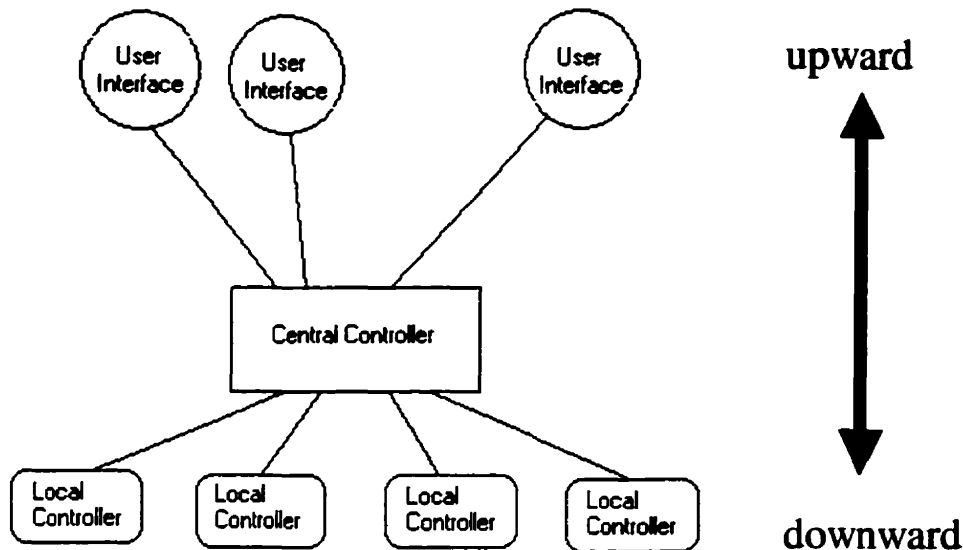 User
Interface
User
Interface
User
Interface
upward
Central Controller
Local
Controller
Local
Controller
Local
Controller
Local
Controller
downward